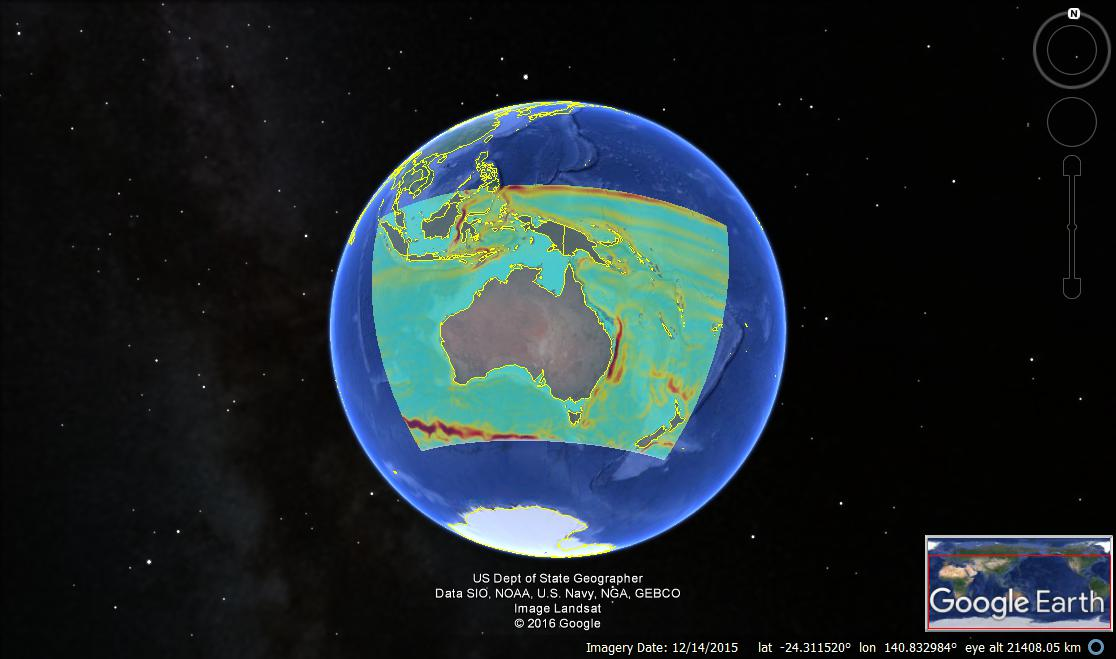 N
US Dept of State Geographer
Data SIO, NOAA, U.S. Navy, NGA, GEBCO
Image Landsat
© 2016 Google
Google Earth
Imagery Date: 12/14/2015 lat -24.311520° lon 140.832984° eye alt 21408.05 km